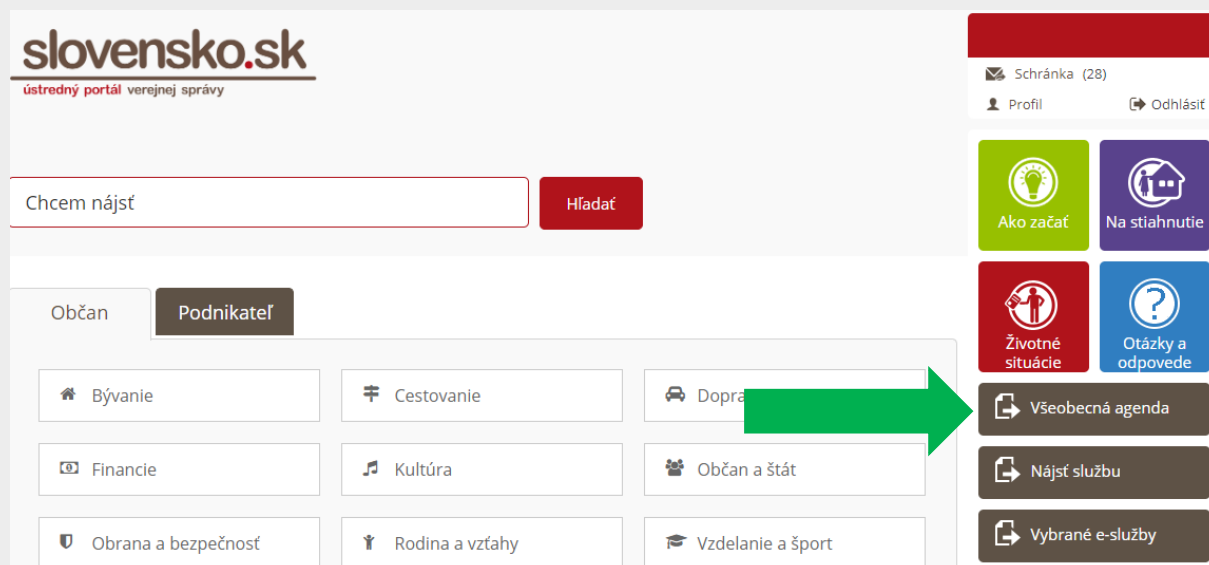 slovensko.sk
ústredný portál verejnej správy
Schránka (28)
Profil
Odhlásiť
Chcem nájsť
Hľadať
Ako začať
Na stiahnutie
Životné
situácie
Otázky a
odpovede
Občan
Podnikateľ
Bývanie
Cestovanie
Financie
Kultúra
Občan a štát
Obrana a bezpečnosť
Rodina a vzťahy
Vzdelanie a šport
Všeobecná agenda
Nájsť službu
Vybrané e-služby